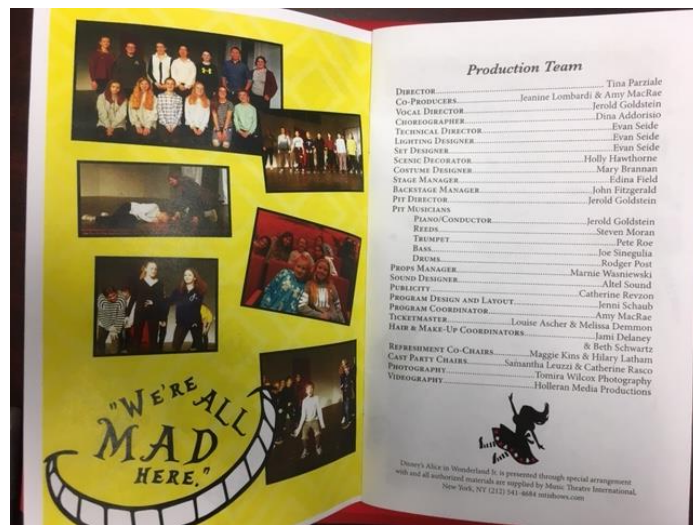 "WE'RE ALL
MAD
HERE."
Production Team
DIRECTOR Tina Parziale
CO-PRODUCERS Jeanine Lombardi & Amy MacRae
VOCAL DIRECTOR Jerold Goldstein
CHOREOGRAPHER Dina Addorisio
TECHNICAL DIRECTOR Evan Seide
LIGHTING DESIGNER Evan Seide
SET DESIGNER Evan Seide
SCENIC DECORATOR Holly Hawthorne
COSTUME DESIGNER Mary Brannan
STAGE MANAGER Edina Field
BACKSTAGE MANAGER John Fitzgerald
PIT DIRECTOR Jerold Goldstein
PIT MUSICIANS
PIANO/CONDUCTOR Jerold Goldstein
REEDS Steven Moran
TRUMPET Pete Roe
BASS Joe Sinegulia
DRUMS Rodger Post
PROPS MANAGER Marnie Wasniewski
SOUND DESIGNER Altel Sound
PUBLICITY Catherine Revzon
PROGRAM DESIGN AND LAYOUT Jenni Schaub
PROGRAM COORDINATOR Amy MacRae
TICKETMASTER Louise Ascher & Melissa Demmon
HAIR & MAKE-UP COORDINATORS Jami Delaney
& Beth Schwartz
REFRESHMENT CO-CHAIRS Maggie Kins & Hilary Latham
CAST PARTY CHAIRS Samantha Leuzzi & Catherine Rasco
PHOTOGRAPHY Tomira Wilcox Photography
VIDEOGRAPHY Holleran Media Productions
Disney's Alice in Wonderland Jr. is presented through special arrangement
with and all authorized materials are supplied by Music Theatre International,
New York, NY (212) 541-4684 mtishows.com